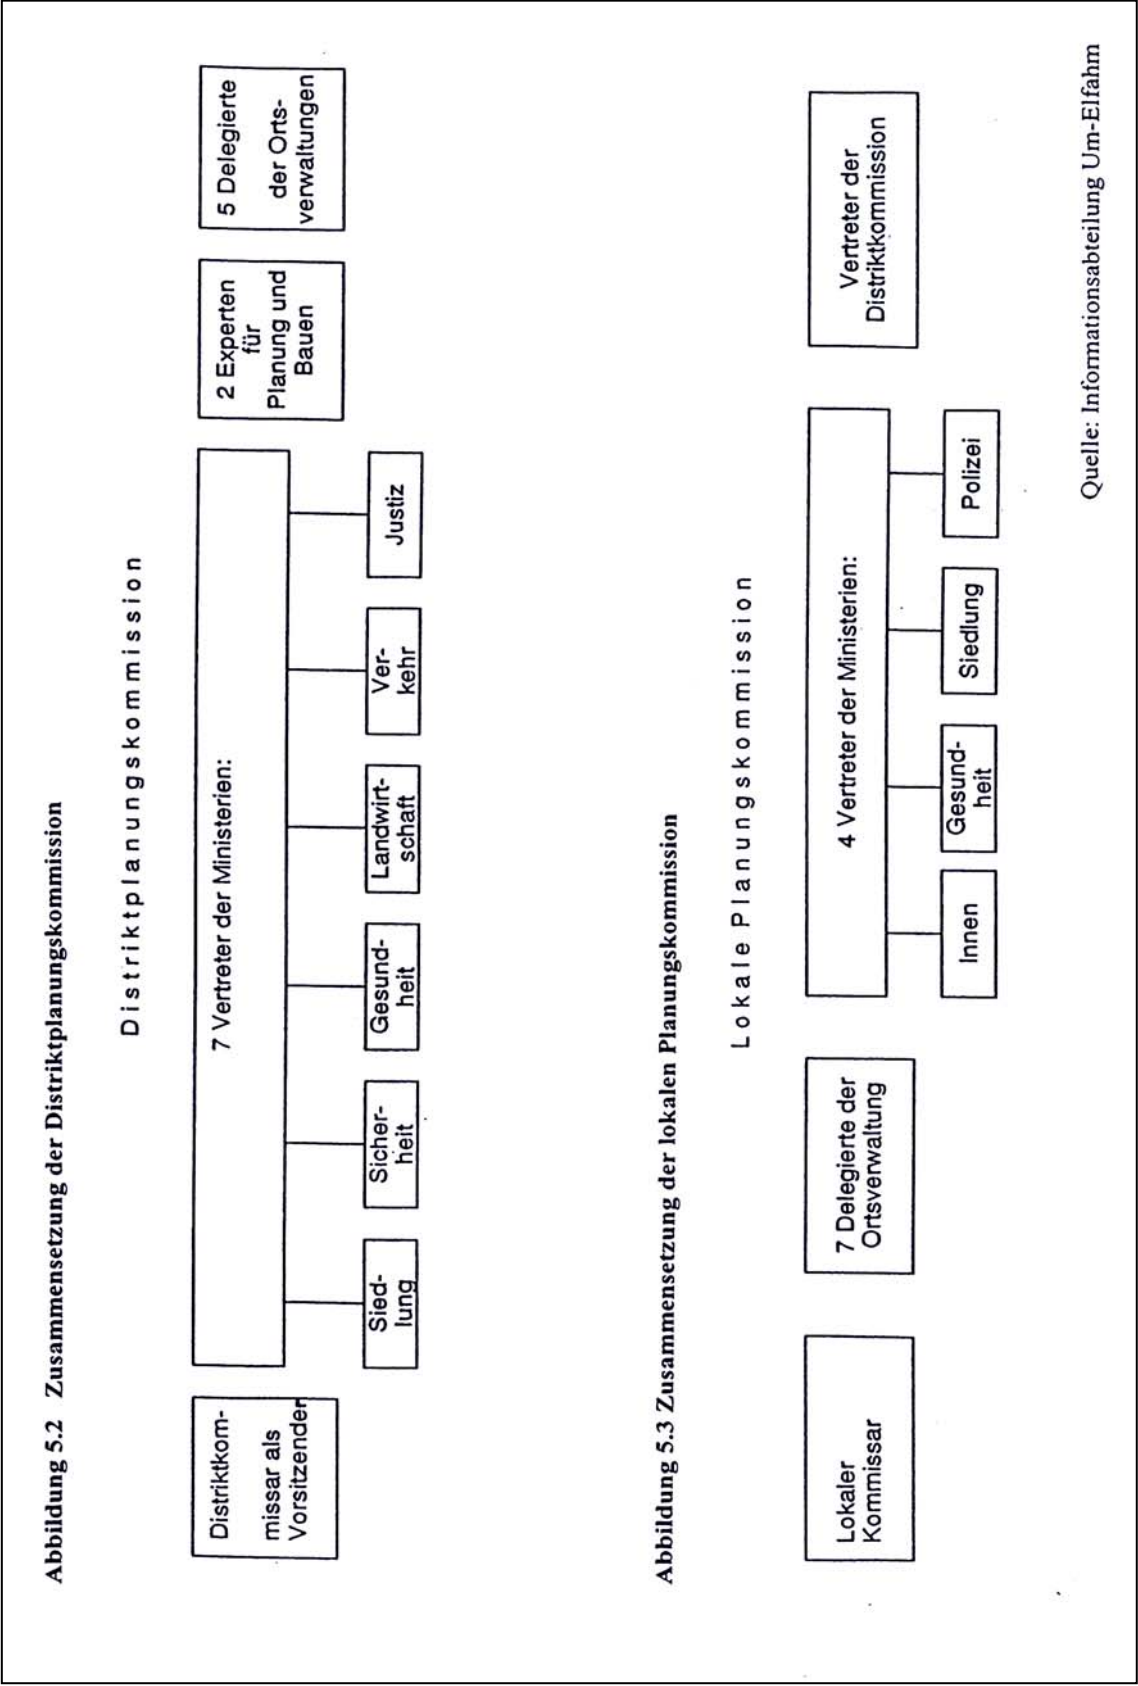 Abbildung 5.2 Zusammensetzung der Distriktplanungskommission
Distriktplanungskommission
Distriktkom-
missar als
Vorsitzender
7 Vertreter der Ministerien:
Sied-
lung
Sicher-
heit
Gesund-
heit
Landwirt-
schaft
Ver-
kehr
Justiz
2 Experten
für
Planung und
Bauen
5 Delegierte
der Orts-
verwaltungen
Abbildung 5.3 Zusammensetzung der lokalen Planungskommission
Lokale Planungskommission
Lokaler
Kommissar
7 Delegierte der
Ortsverwaltung
4 Vertreter der Ministerien:
Innen
Gesund-
heit
Siedlung
Polizei
Vertreter der
Distriktkommission
Quelle: Informationsabteilung Um-Elfahm